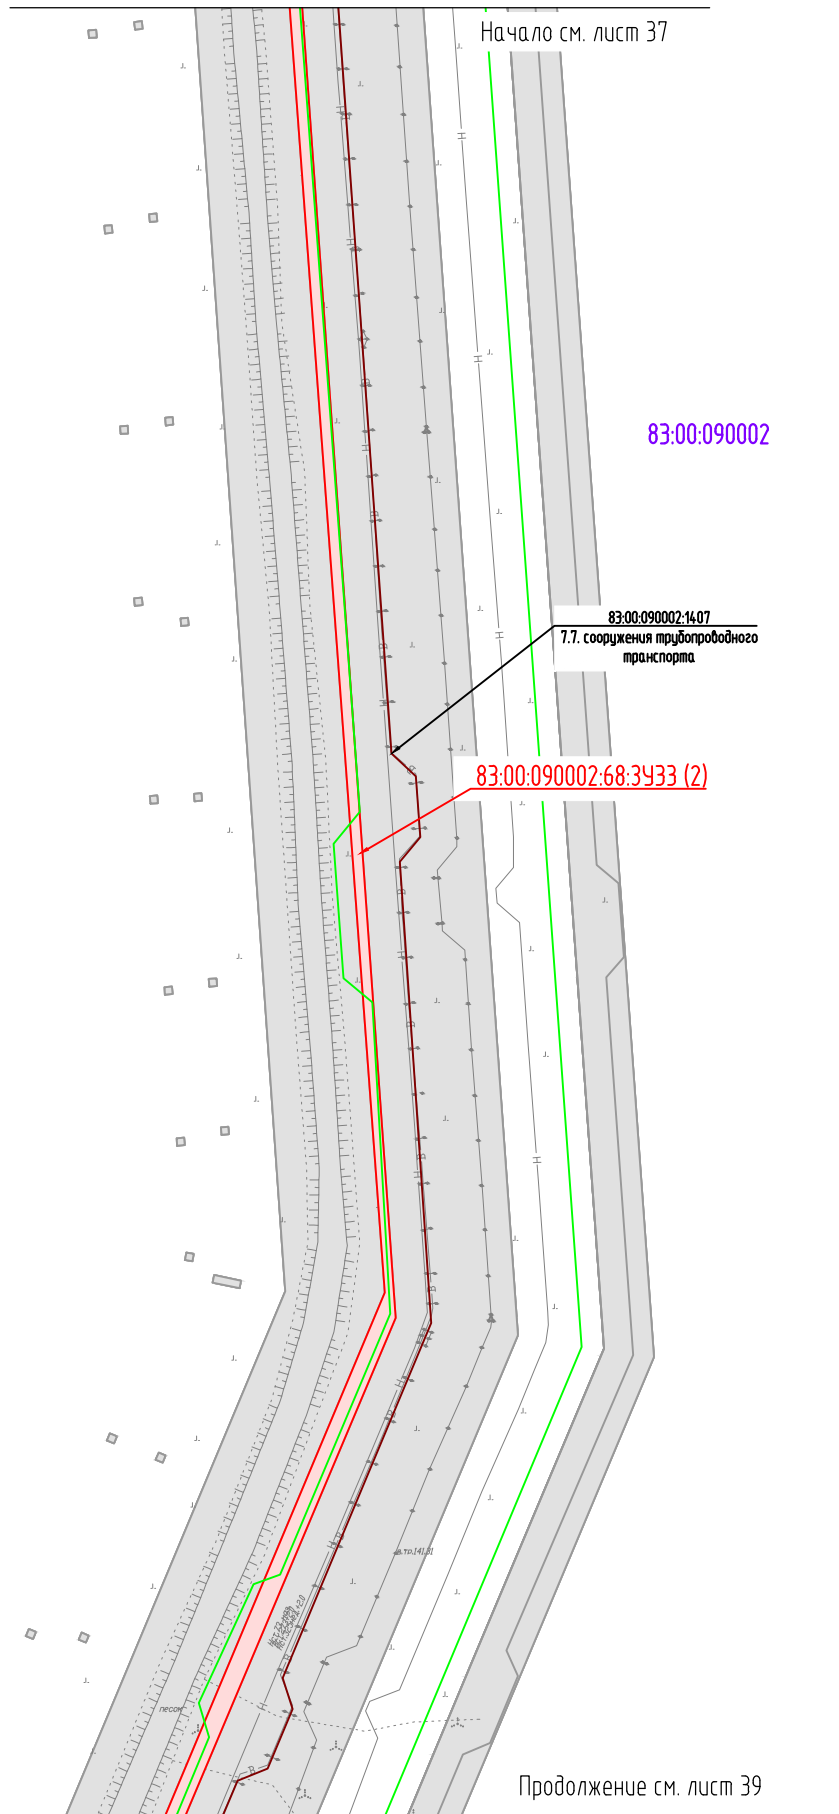 Начало см. лист 37
83:00:090002
83:00:090002:1407
7.7. сооружения трубопроводного
транспорта
83:00:090002:68:ЗУ33 (2)
песок
Продолжение см. лист 39